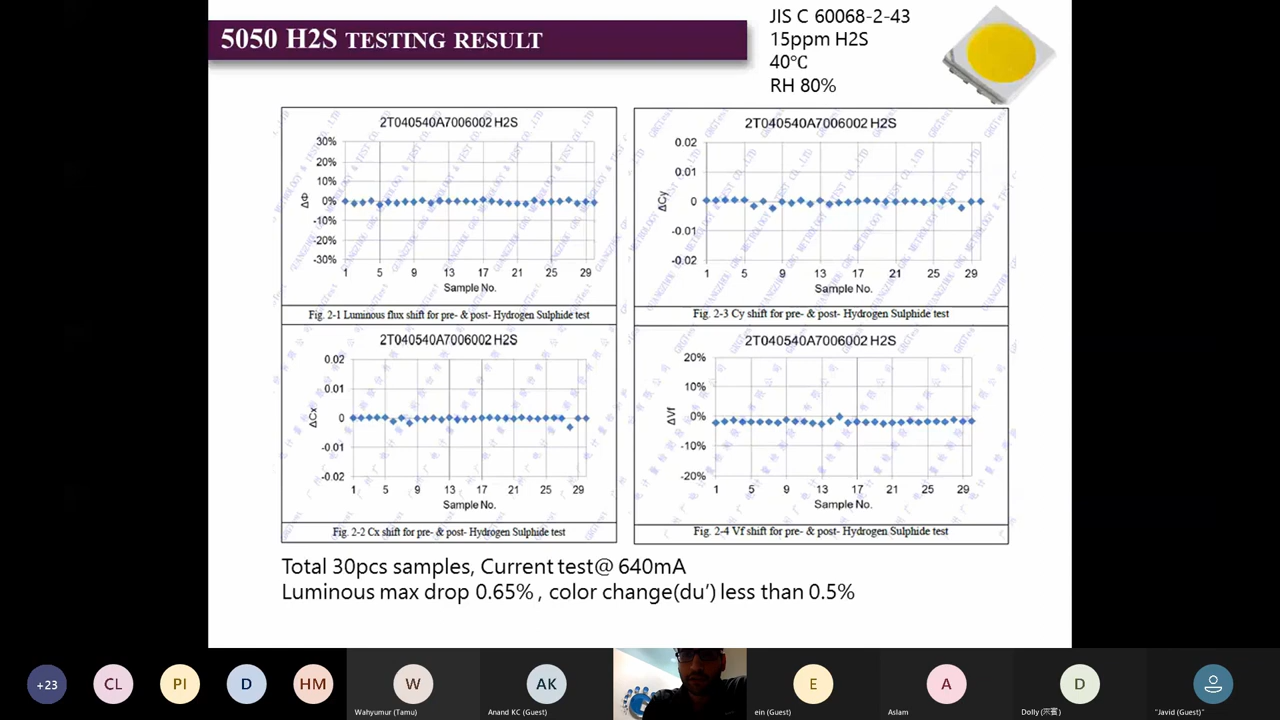 5050 H2S TESTING RESULT
JIS C 60068-2-43
15ppm H2S
40℃
RH 80%
2T040540A7006002 H2S
30%
20%
10%
0%
-10%
-20%
-30%
ΔΦ
1 5 9 13 17 21 25 29
Sample No.
Fig. 2-1 Luminous flux shift for pre- & post- Hydrogen Sulphide test
2T040540A7006002 H2S
0.02
0.01
0
-0.01
-0.02
ΔCy
1 5 9 13 17 21 25 29
Sample No.
Fig. 2-3 Cy shift for pre- & post- Hydrogen Sulphide test
2T040540A7006002 H2S
0.02
0.01
0
-0.01
-0.02
ΔCx
1 5 9 13 17 21 25 29
Sample No.
Fig. 2-2 Cx shift for pre- & post- Hydrogen Sulphide test
2T040540A7006002 H2S
20%
10%
0%
-10%
-20%
ΔVf
1 5 9 13 17 21 25 29
Sample No.
Fig. 2-4 Vf shift for pre- & post- Hydrogen Sulphide test
Total 30pcs samples, Current test@ 640mA
Luminous max drop 0.65% , color change(du’) less than 0.5%
+23 CL PI D HM W AK E A D
Wahyumur (Tamu) Anand KC (Guest) ein (Guest) Aslam Dolly "Javid (Guest)"